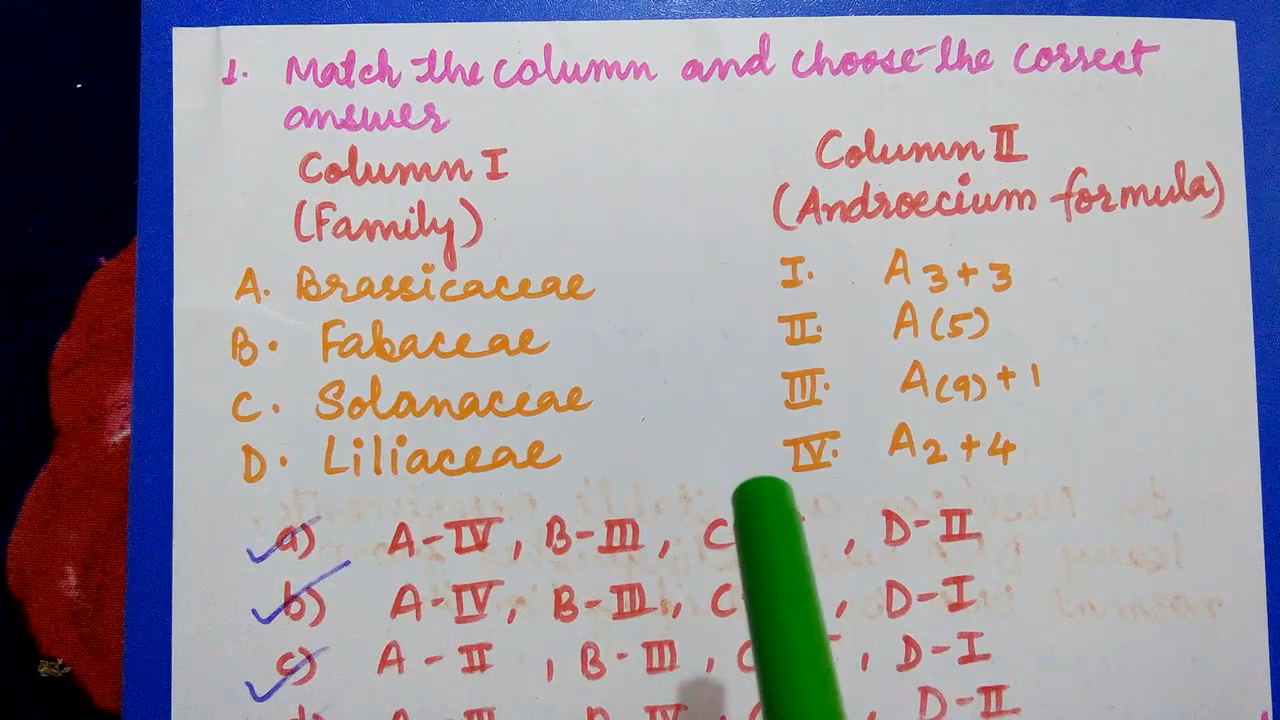 1. Match the column and choose the correct
answer
Column I
(Family)
Column II
(Androecium formula)
A. Brassicaceae
I. A 3+3
B. Fabaceae
II. A(5)
C. Solanaceae
III. A(9)+1
D. Liliaceae
IV. A2+4
a) A-IV, B-III, C , D-II
b) A-IV, B-III, C , D-I
c) A-II, B-III, , D-I
D-II